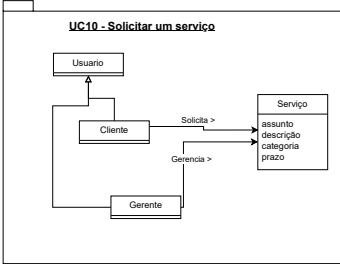 UC10 - Solicitar um serviço
Usuario
Serviço
assunto
descrição
categoria
prazo
Solicita >
Cliente
Gerencia >
Gerente